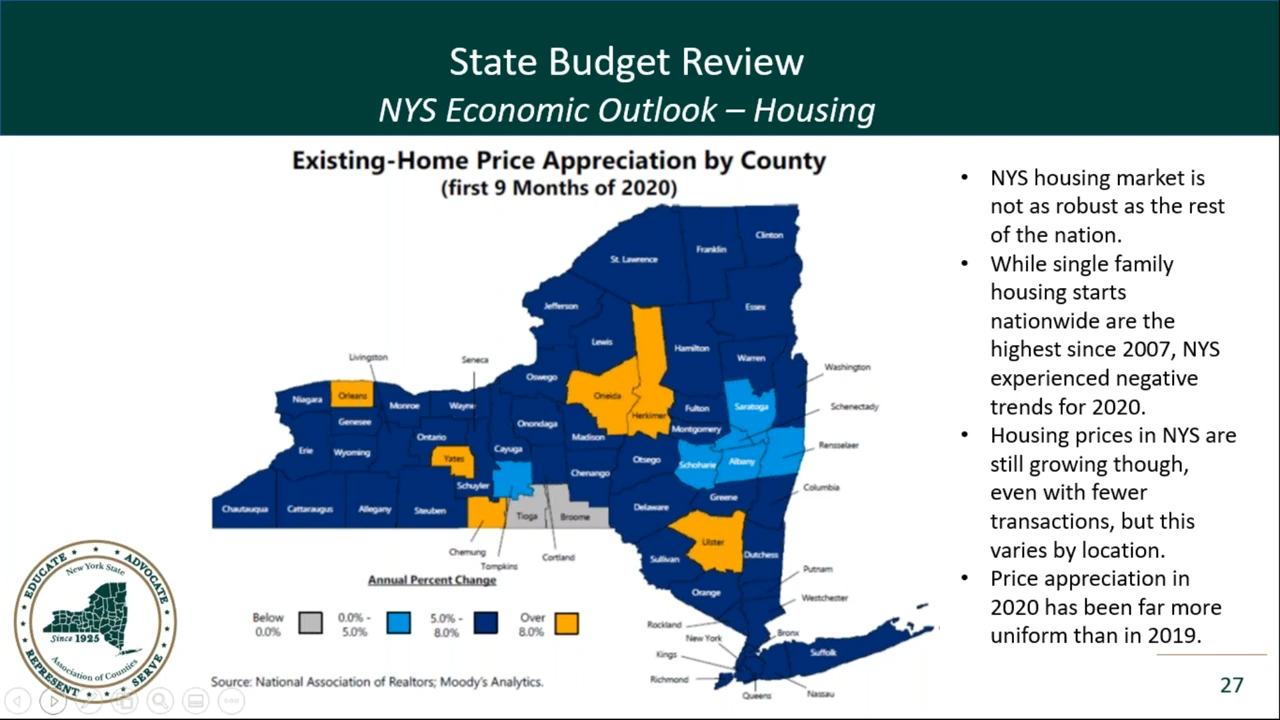 State Budget Review
NYS Economic Outlook – Housing
Existing-Home Price Appreciation by County
(first 9 Months of 2020)
Clinton
Franklin
St. Lawrence
Jefferson
Essex
Lewis
Hamilton
Warren
Livingston
Seneca
Washington
Oswego
Orleans
Niagara
Monroe
Wayne
Oneida
Herkimer
Fulton
Saratoga
Schenectady
Genesee
Onondaga
Montgomery
Madison
Ontario
Erie
Wyoming
Yates
Cayuga
Otsego
Schoharie
Albany
Rensselaer
Chenango
Schuyler
Columbia
Greene
Chautauqua
Cattaraugus
Allegany
Steuben
Tioga
Broome
Delaware
Chemung
Tompkins
Cortland
Ulster
Sullivan
Dutchess
Putnam
Orange
Westchester
Rockland
New York
Bronx
Kings
Suffolk
Richmond
Queens
Nassau
Annual Percent Change
Below
0.0%
0.0% -
5.0%
5.0% -
8.0%
Over
8.0%
Source: National Association of Realtors; Moody's Analytics.
• NYS housing market is
not as robust as the rest
of the nation.
• While single family
housing starts
nationwide are the
highest since 2007, NYS
experienced negative
trends for 2020.
• Housing prices in NYS are
still growing though,
even with fewer
transactions, but this
varies by location.
• Price appreciation in
2020 has been far more
uniform than in 2019.
EDUCATE ADVOCATE
New York State
Since 1925
Association of Counties
REPRESENT SERVE
27